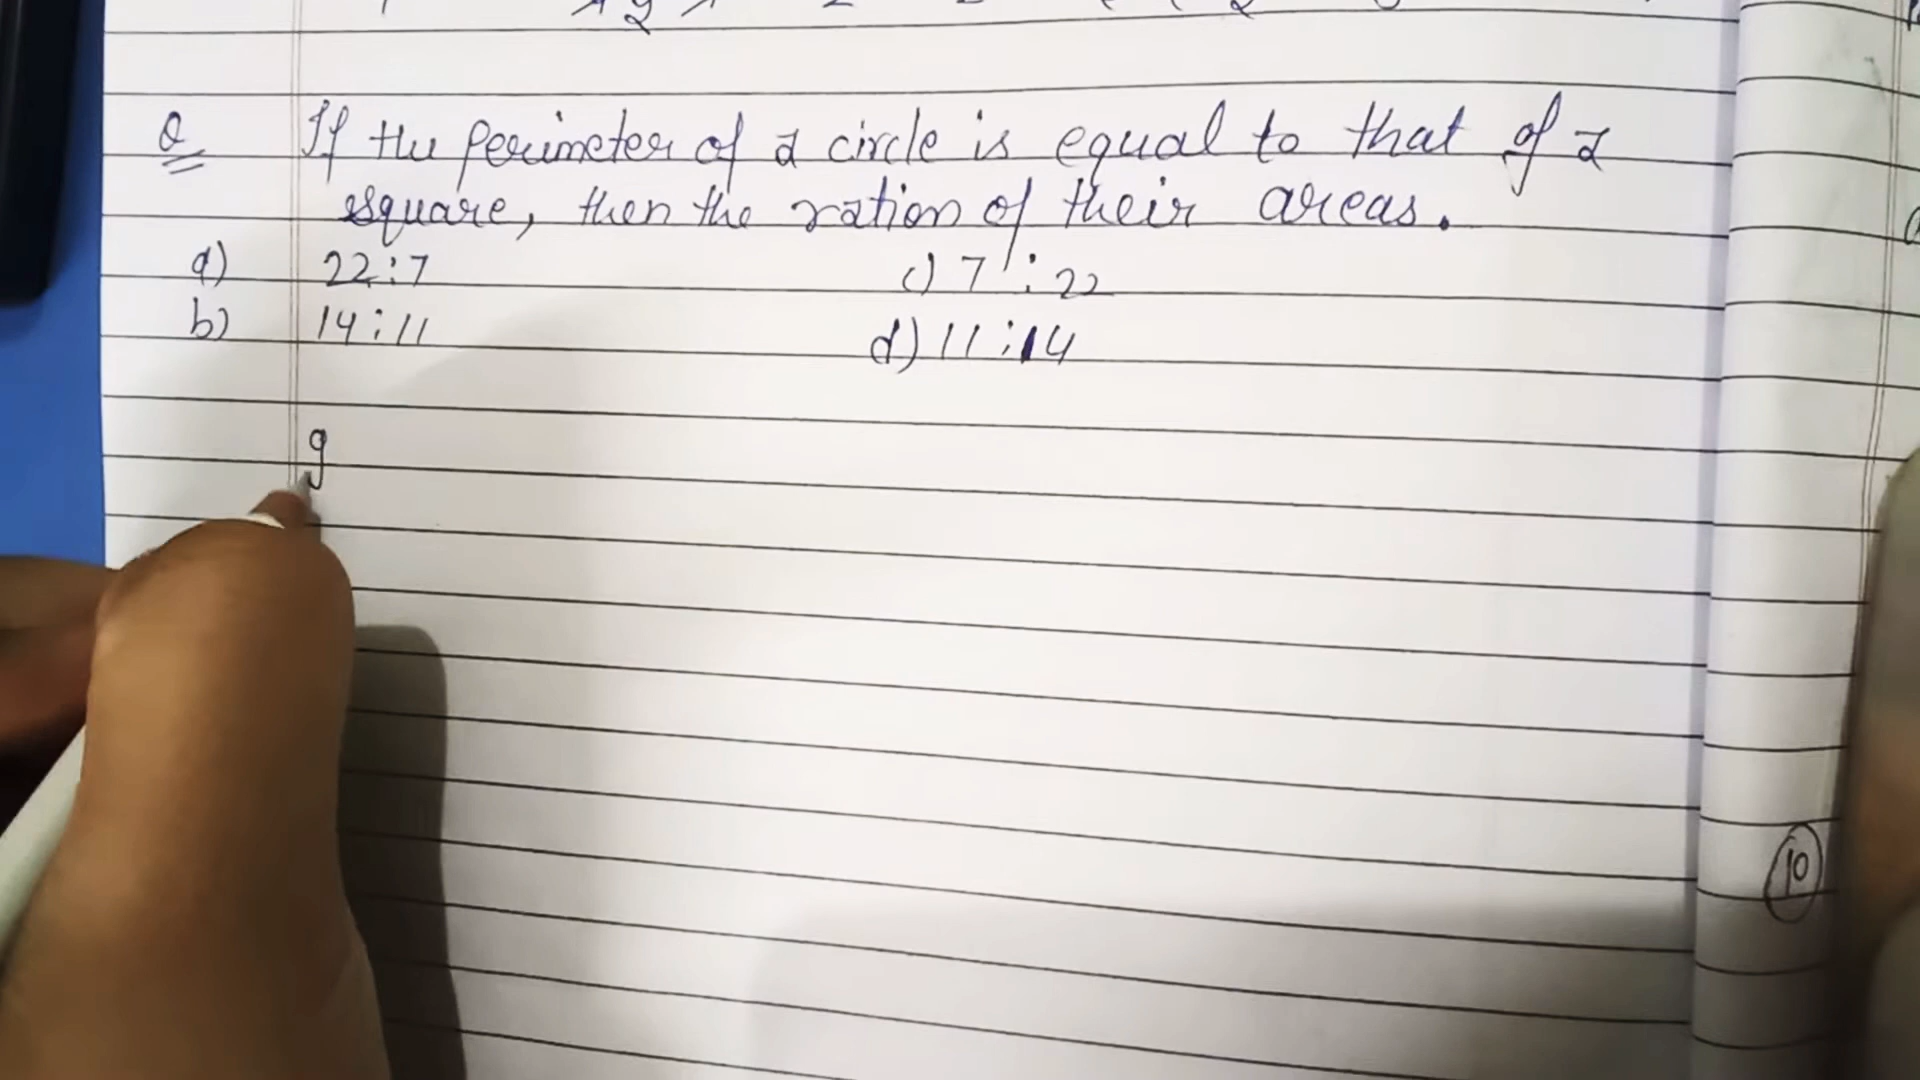 Q If the perimeter of a circle is equal to that of a
square, then the ration of their areas.
a) 22:7 c) 7:22
b) 14:11 d) 11:14
g
10